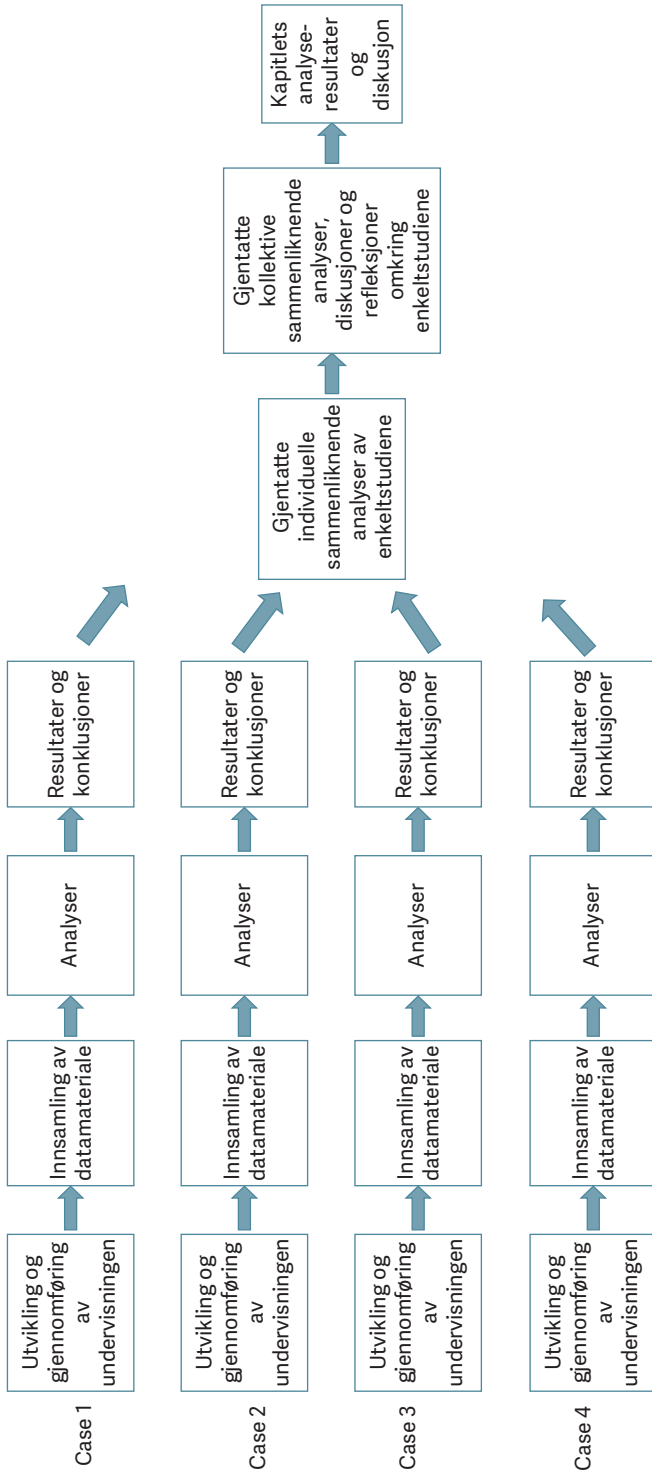 Case 1
Utvikling og
gjennomføring
av
undervisningen
Innsamling av
datamateriale
Analyser
Resultater og
konklusjoner
Case 2
Utvikling og
gjennomføring
av
undervisningen
Innsamling av
datamateriale
Analyser
Resultater og
konklusjoner
Case 3
Utvikling og
gjennomføring
av
undervisningen
Innsamling av
datamateriale
Analyser
Resultater og
konklusjoner
Case 4
Utvikling og
gjennomføring
av
undervisningen
Innsamling av
datamateriale
Analyser
Resultater og
konklusjoner
Gjentatte
individuelle
sammenliknende
analyser av
enkeltstudiene
Gjentatte
kollektive
sammenliknende
analyser,
diskusjoner og
refleksjoner
omkring
enkeltstudiene
Kapitlets
analyse-
resultater
og
diskusjon